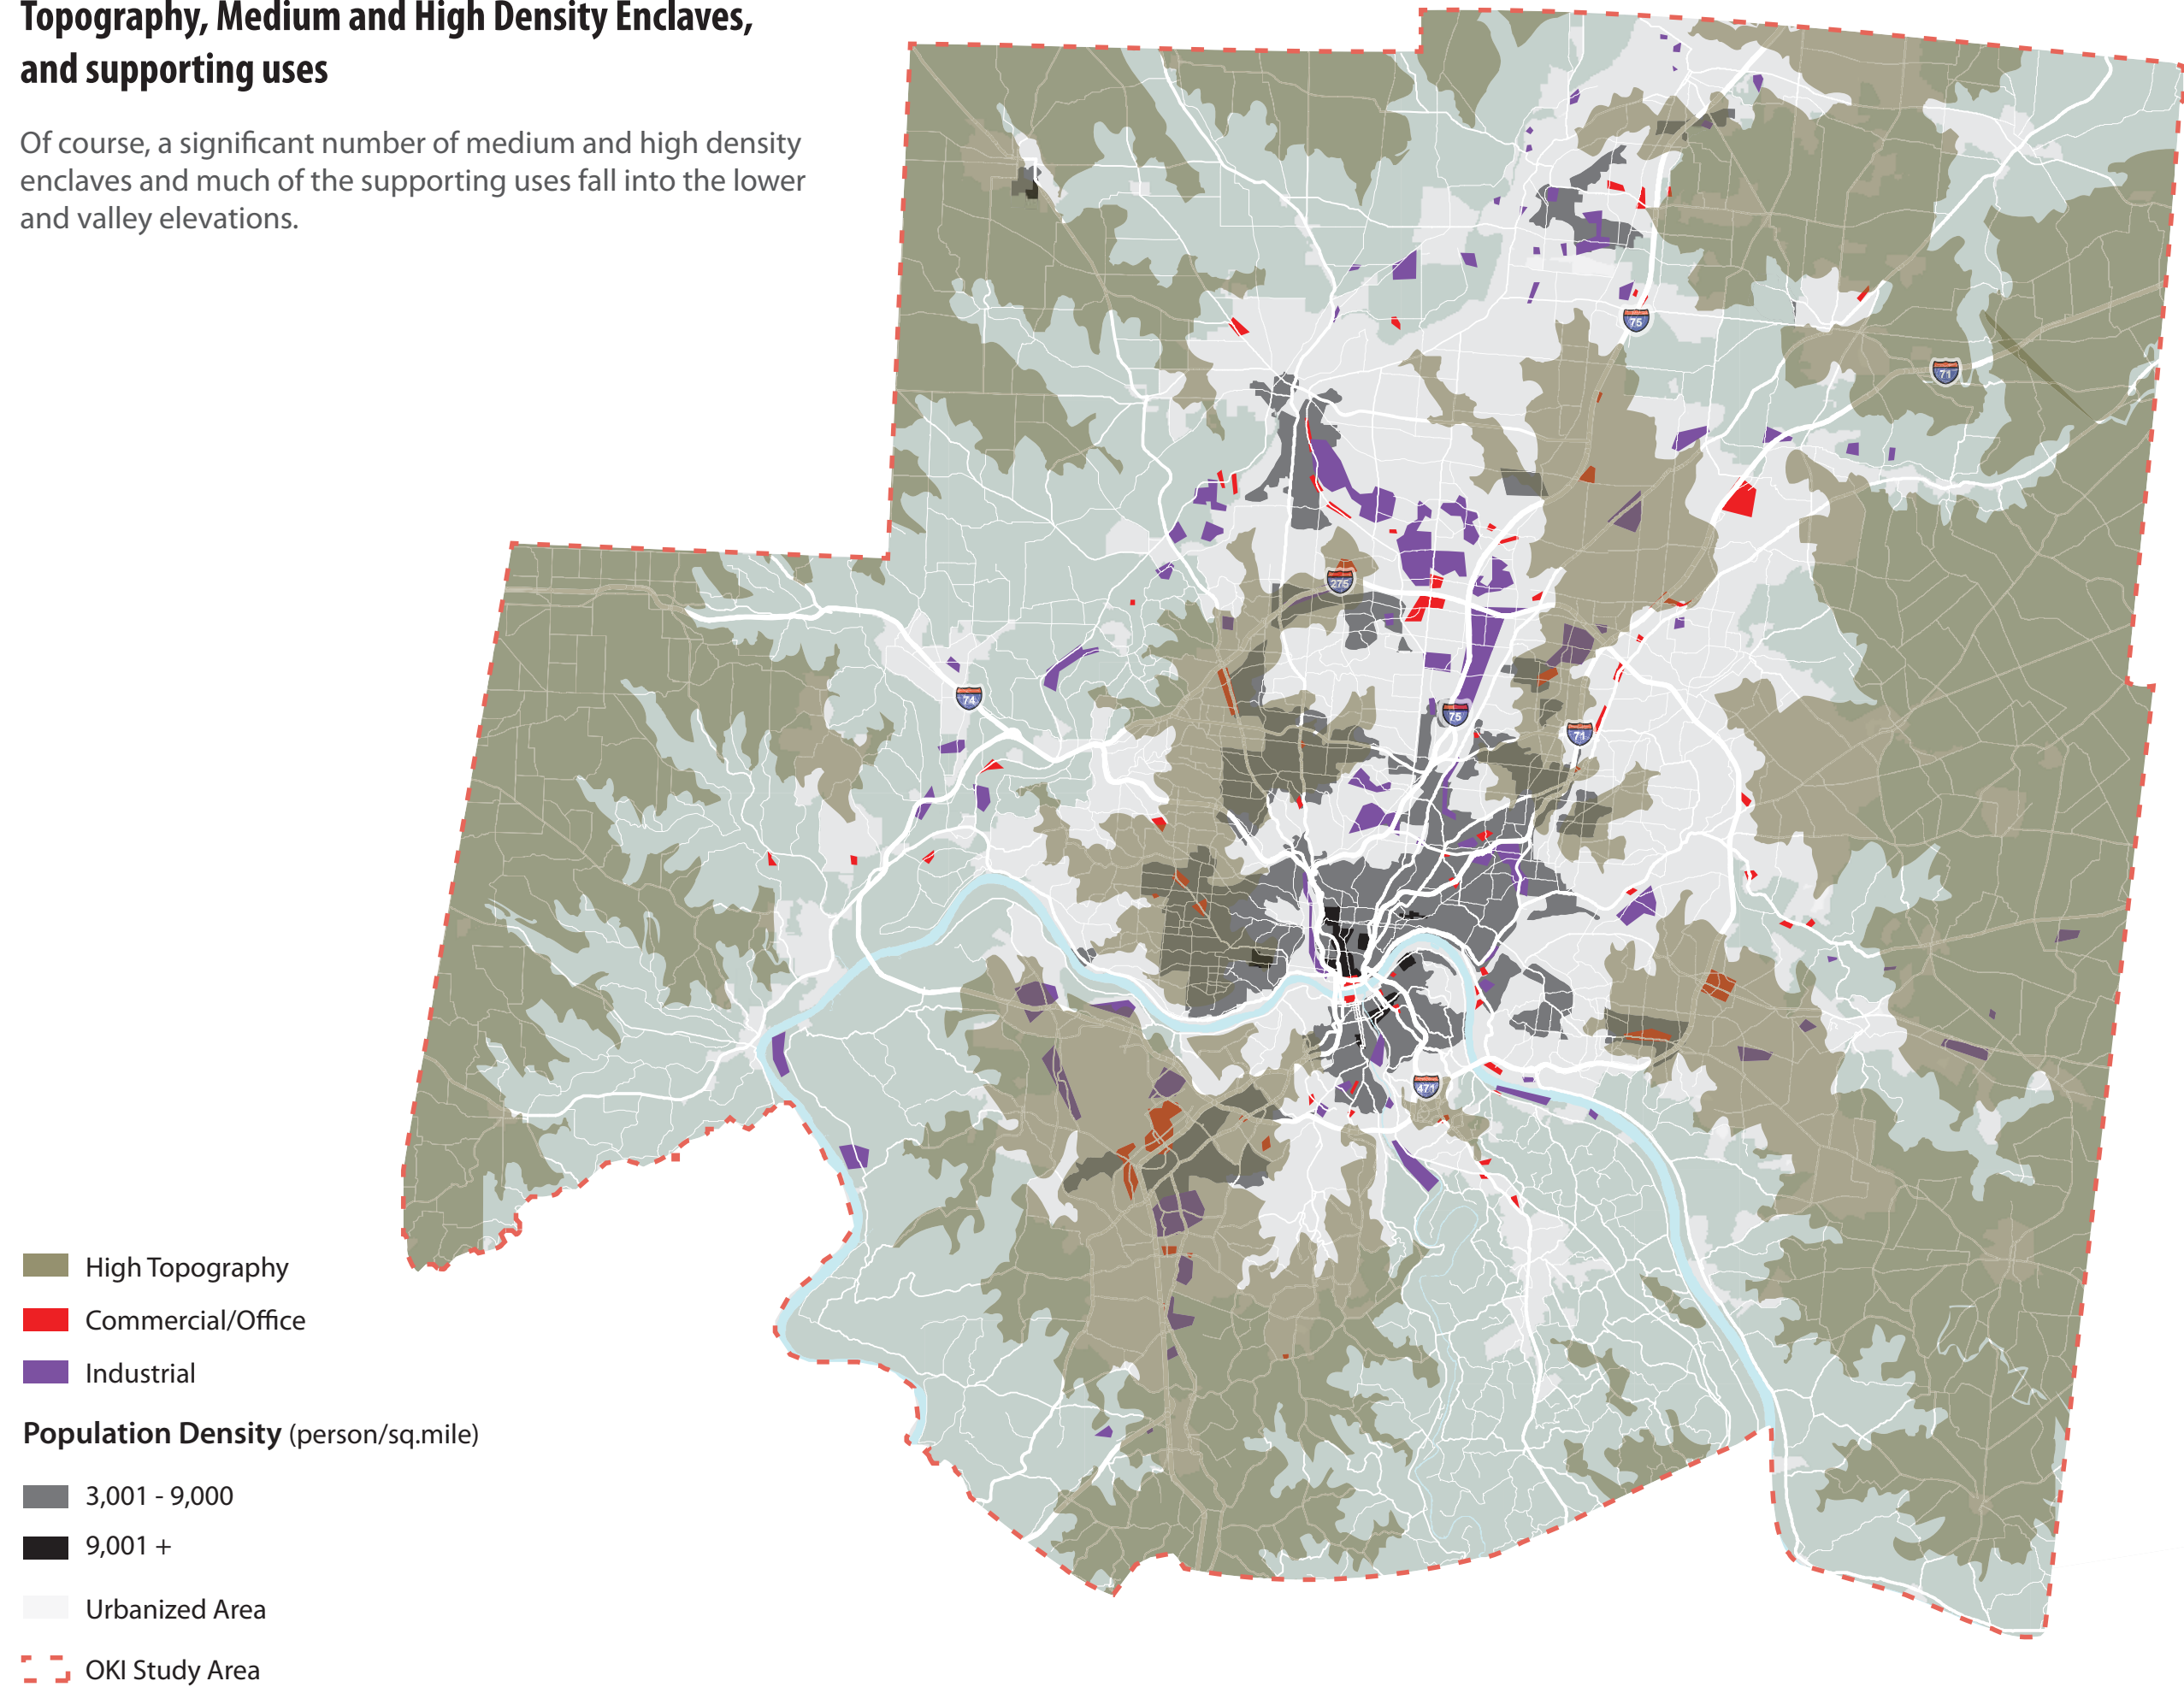 Topography, Medium and High Density Enclaves,
and supporting uses
Of course, a significant number of medium and high density
enclaves and much of the supporting uses fall into the lower
and valley elevations.
75
71
275
74
75
71
471
High Topography
Commercial/Office
Industrial
Population Density (person/sq.mile)
3,001 - 9,000
9,001 +
Urbanized Area
OKI Study Area